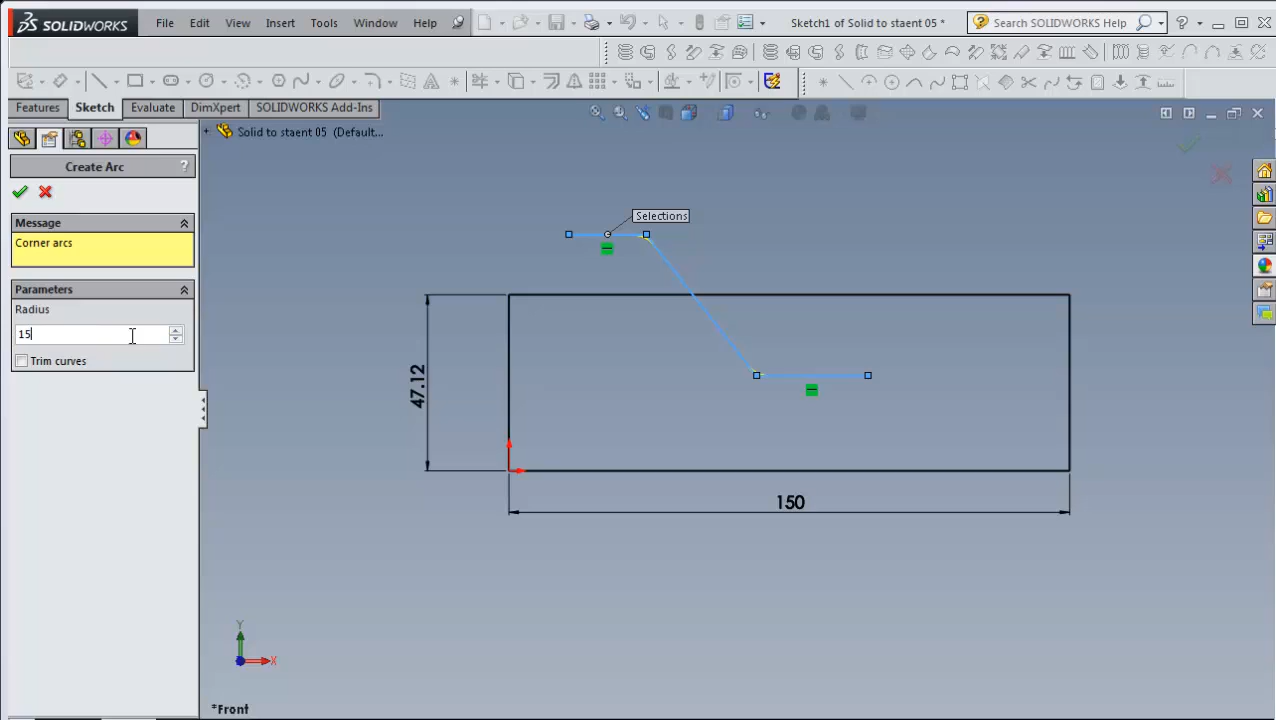 SOLIDWORKS File Edit View Insert Tools Window Help Sketch1 of Solid to staent 05 * Search SOLIDWORKS Help
Features Sketch Evaluate DimXpert SOLIDWORKS Add-Ins
Solid to staent 05 (Default...
Create Arc ?
Message
Corner arcs
Parameters
Radius
15
Trim curves
Selections
47.12
150
Y
X
*Front